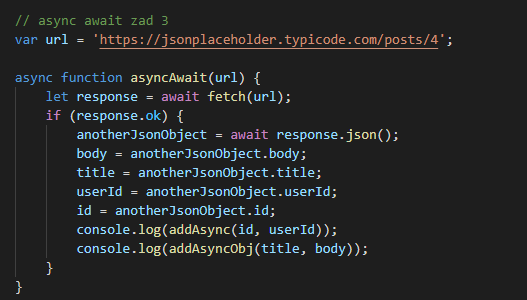 // async await zad 3
var url = 'https://jsonplaceholder.typicode.com/posts/4';
async function asyncAwait(url) {
let response = await fetch(url);
if (response.ok) {
anotherJsonObject = await response.json();
body = anotherJsonObject.body;
title = anotherJsonObject.title;
userId = anotherJsonObject.userId;
id = anotherJsonObject.id;
console.log(addAsync(id, userId));
console.log(addAsyncObj(title, body));
}
}